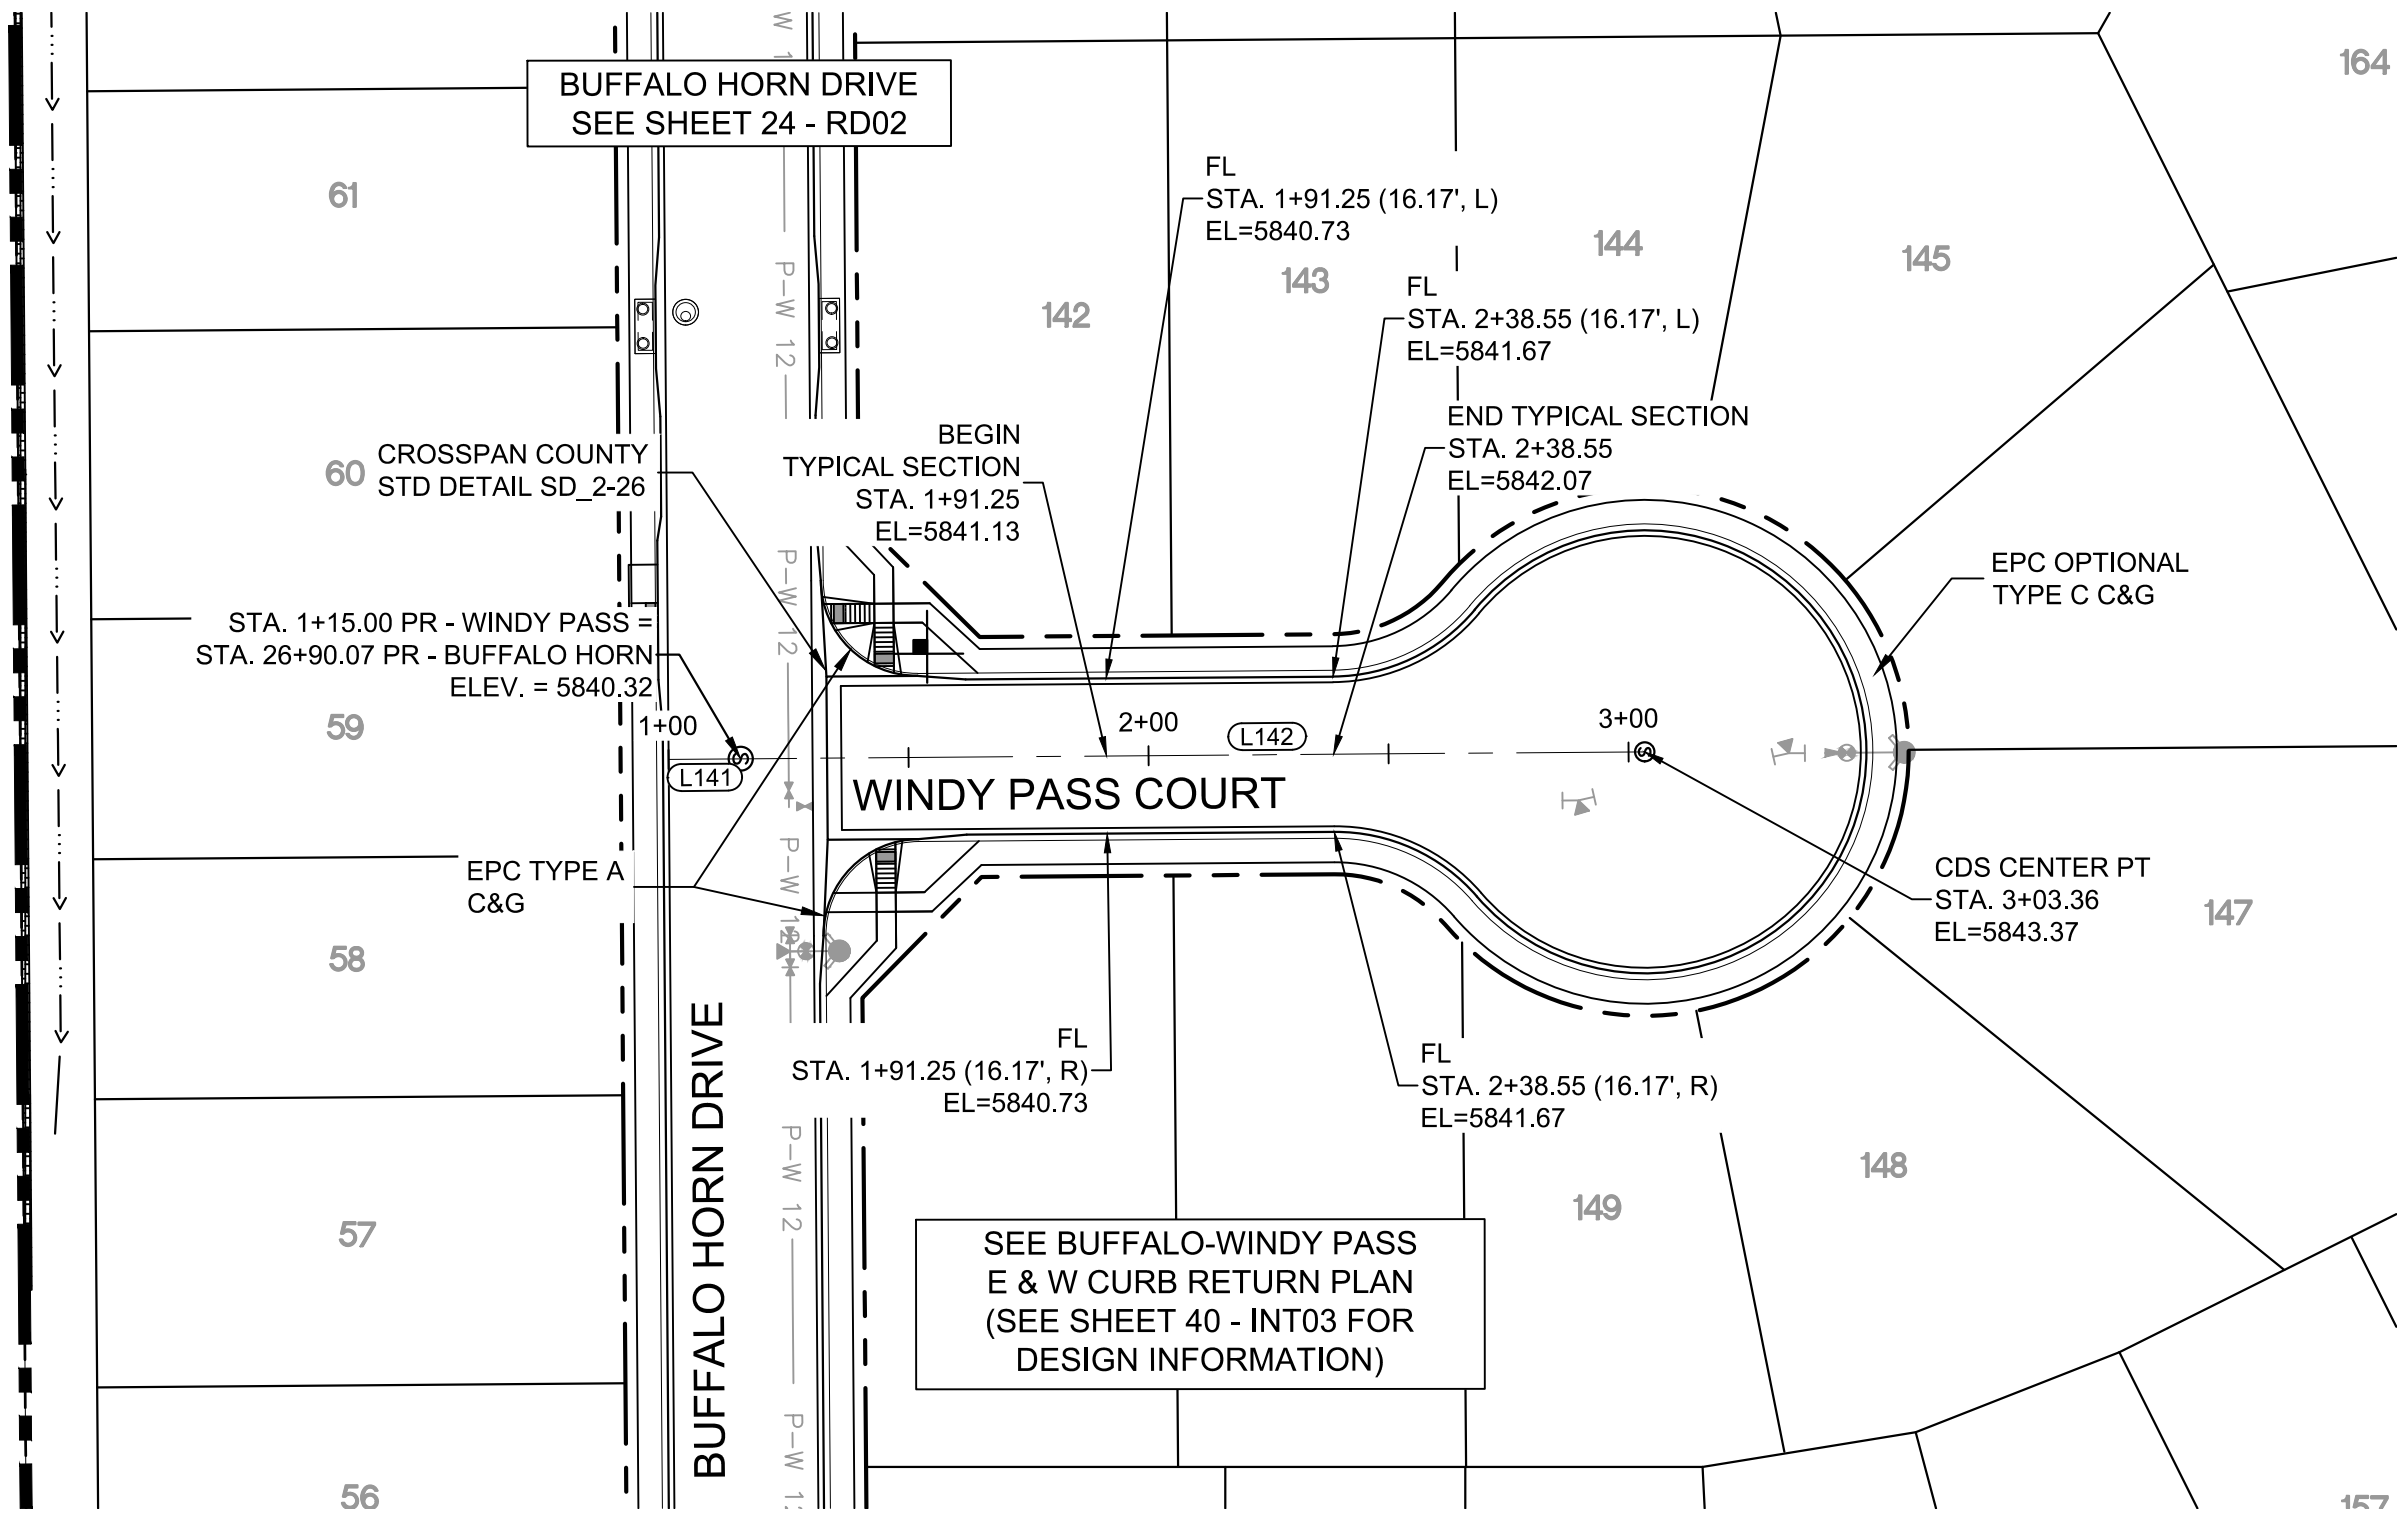 BUFFALO HORN DRIVE
SEE SHEET 24 - RD02
164
61
FL
STA. 1+91.25 (16.17', L)
EL=5840.73
142
143
144
145
FL
STA. 2+38.55 (16.17', L)
EL=5841.67
END TYPICAL SECTION
STA. 2+38.55
EL=5842.07
BEGIN
TYPICAL SECTION
STA. 1+91.25
EL=5841.13
60
CROSSPAN COUNTY
STD DETAIL SD_2-26
EPC OPTIONAL
TYPE C C&G
STA. 1+15.00 PR - WINDY PASS =
STA. 26+90.07 PR - BUFFALO HORN
ELEV. = 5840.32
59
1+00
2+00
3+00
L141
L142
S
S
WINDY PASS COURT
EPC TYPE A
C&G
CDS CENTER PT
STA. 3+03.36
EL=5843.37
147
58
FL
STA. 1+91.25 (16.17', R)
EL=5840.73
FL
STA. 2+38.55 (16.17', R)
EL=5841.67
148
149
57
SEE BUFFALO-WINDY PASS
E & W CURB RETURN PLAN
(SEE SHEET 40 - INT03 FOR
DESIGN INFORMATION)
BUFFALO HORN DRIVE
56
157
W 1
P-W 12
P-W 12
P-W 12
P-W 12
P-W 12